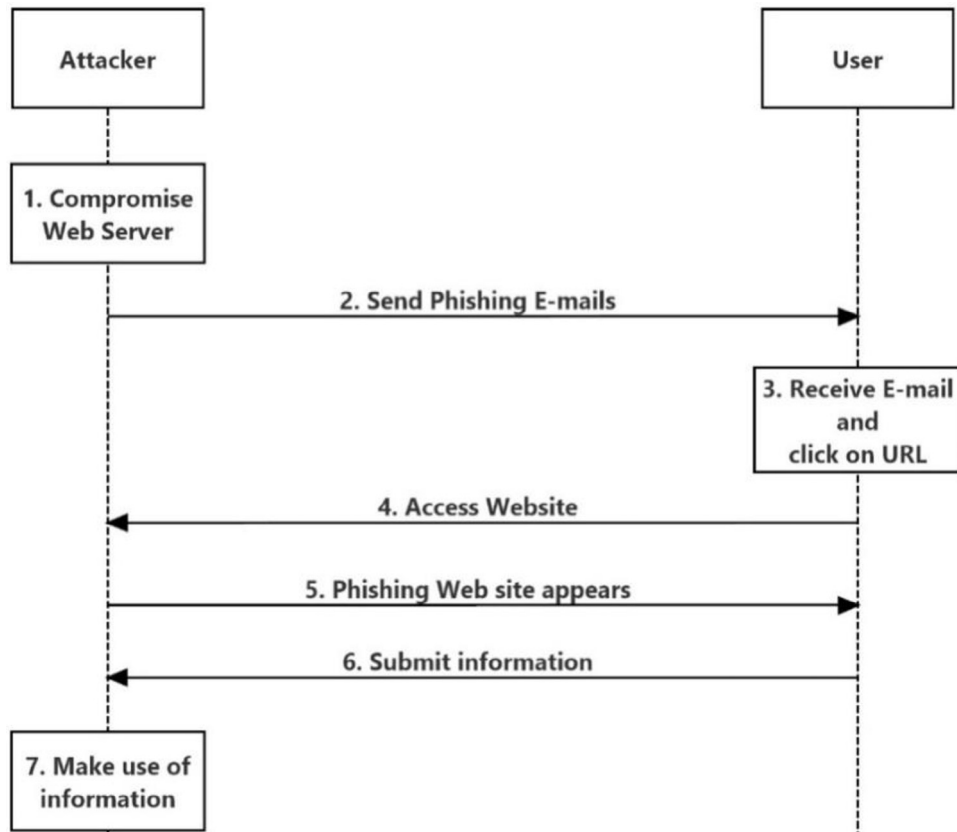 Attacker
User
1. Compromise
Web Server
2. Send Phishing E-mails
3. Receive E-mail
and
click on URL
4. Access Website
5. Phishing Web site appears
6. Submit information
7. Make use of
information